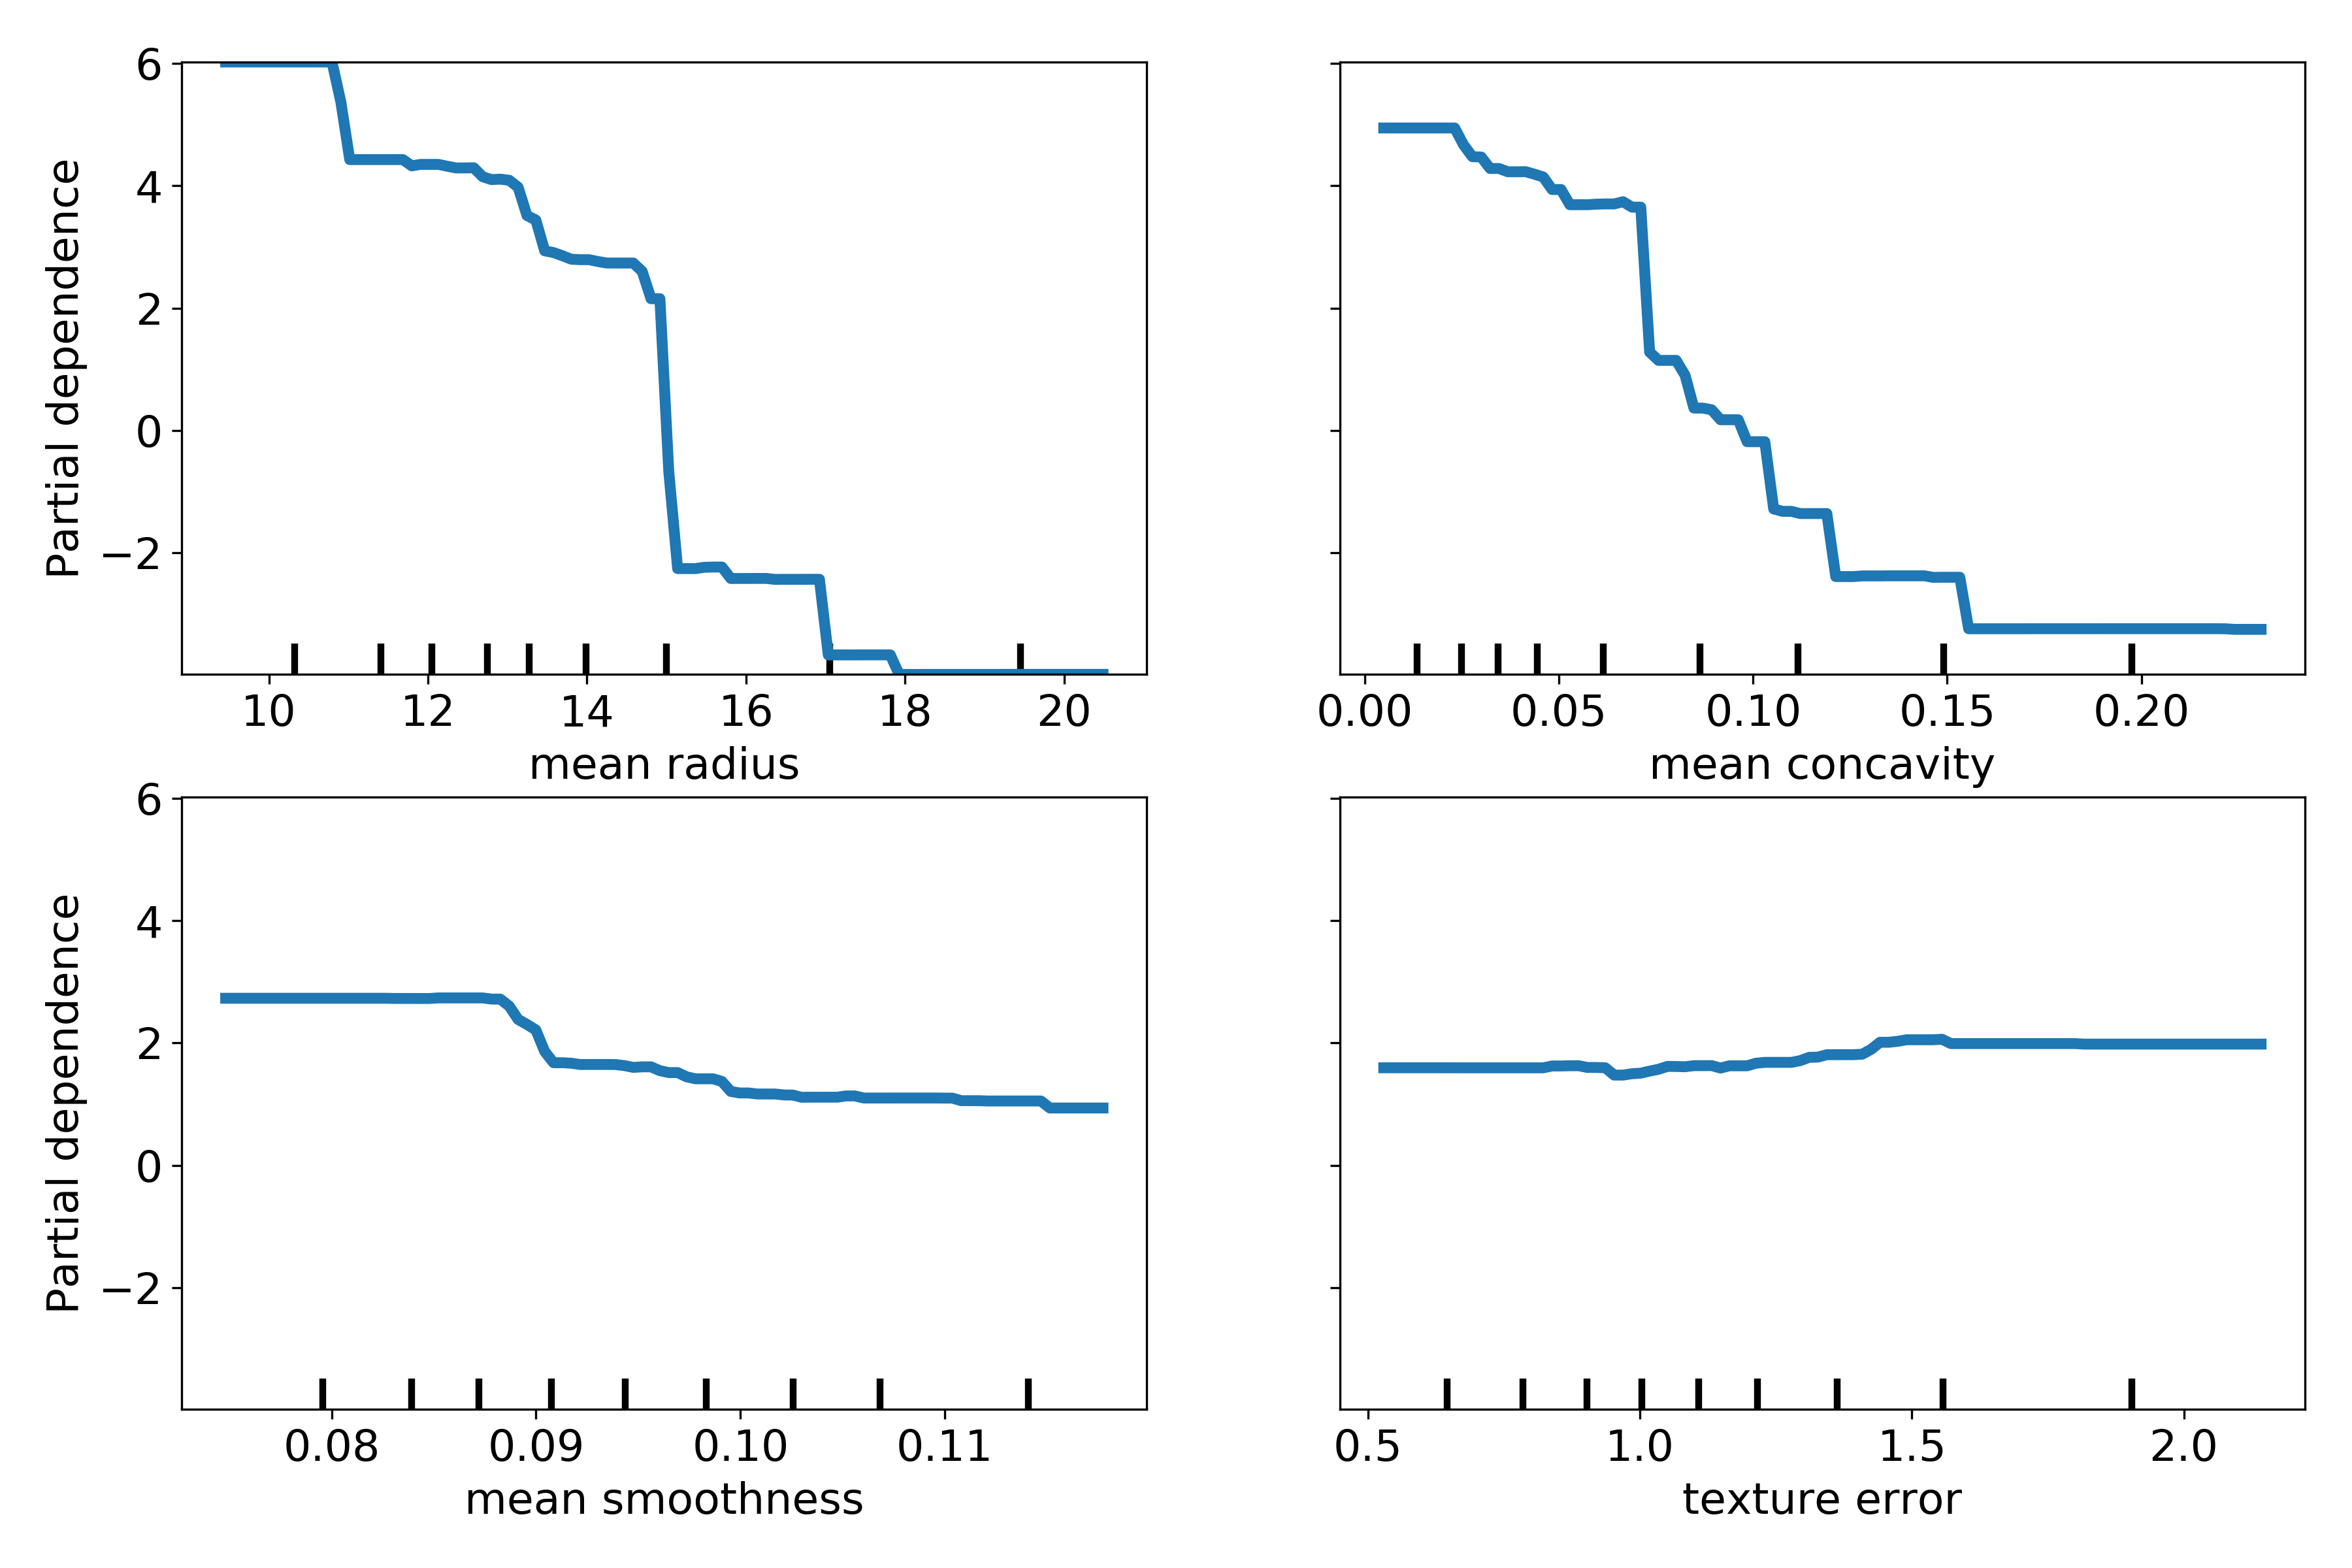 6
4
2
0
−2
Partial dependence
10 12 14 16 18 20
mean radius
0.00 0.05 0.10 0.15 0.20
mean concavity
6
4
2
0
−2
Partial dependence
0.08 0.09 0.10 0.11
mean smoothness
0.5 1.0 1.5 2.0
texture error